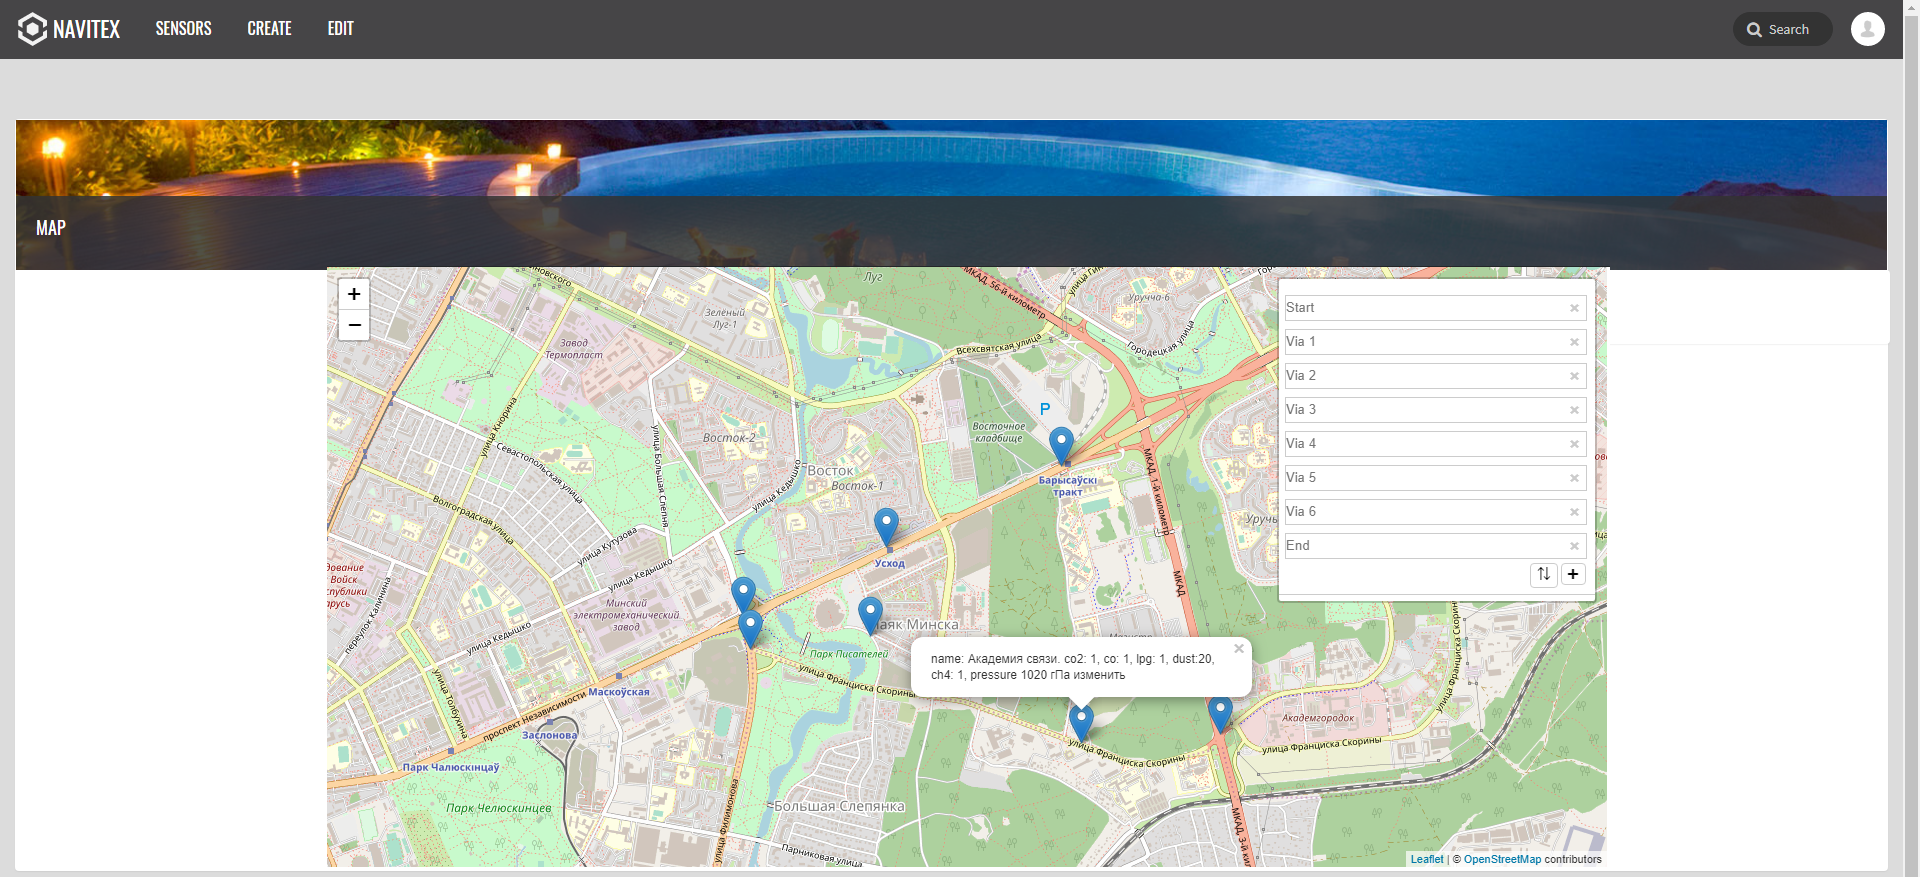 NAVITEX
SENSORS
CREATE
EDIT
Search
MAP
+
−
Луг
Зелёный
Луг-1
Завод
Термопласт
МКАД, 56-й километр
Уручча-6
Городецкая улица
Всехсвятская улица
P
Восточное
кладбище
улица Кнорина
Севастопольская улица
улица Большая Слепня
Восток-2
Восток
Восток-1
улица Кедышко
Барысаўскі
тракт
МКАД, 1-й километр
Волгоградская улица
улица Кутузова
Усход
улица Кедышко
МКАД
переулок Калинина
Минский
электромеханический
завод
улица Кедышко
Маяк Минска
Парк Писателей
улица Франциска Скорины
Маскоўская
улица Толбухина
проспект Независимости
Заслонова
Парк Чалюскінцаў
Парк Челюскинцев
улица Филимонова
Большая Слепянка
Парниковая улица
name: Академия связи. co2: 1, co: 1, lpg: 1, dust:20,
ch4: 1, pressure 1020 гПа изменить
×
улица Франциска Скорины
Академгородок
улица Франциска Скорины
улица Франциска Скорины
МКАД, 3-й километр
Start
Via 1
Via 2
Via 3
Via 4
Via 5
Via 6
End
+
Leaflet | © OpenStreetMap contributors